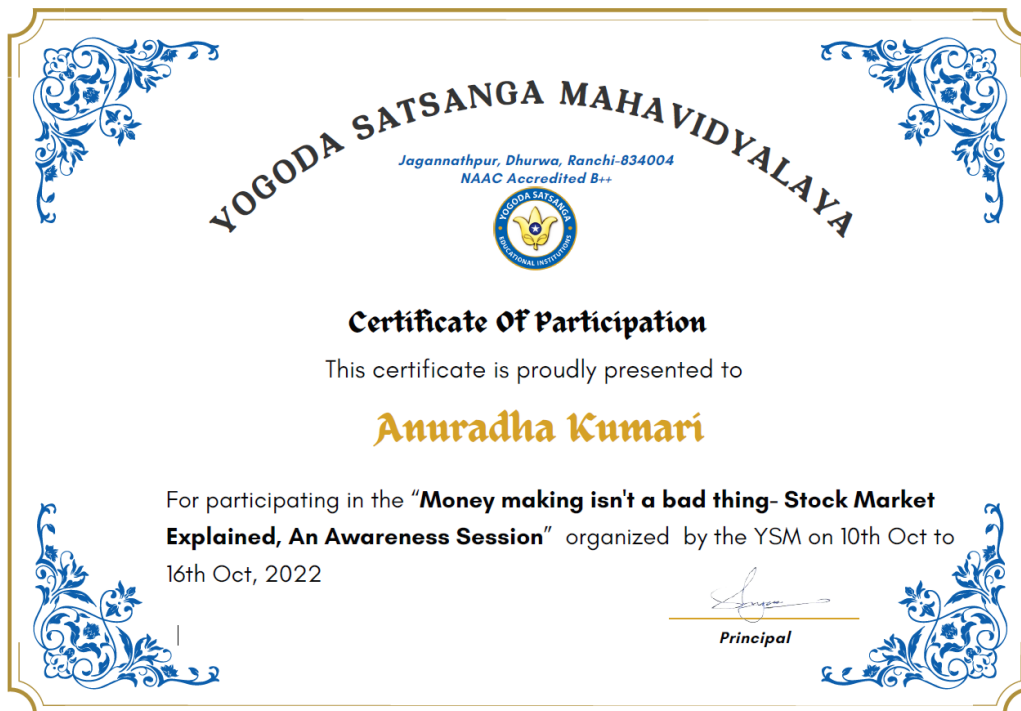 YOGODA SATSANGA MAHAVIDYALAYA
Jagannathpur, Dhurwa, Ranchi-834004
NAAC Accredited B++
YOGODA SATSANGA
EDUCATIONAL INSTITUTIONS
Certificate Of Participation
This certificate is proudly presented to
Anuradha Kumari
For participating in the “Money making isn't a bad thing- Stock Market
Explained, An Awareness Session” organized by the YSM on 10th Oct to
16th Oct, 2022
Principal